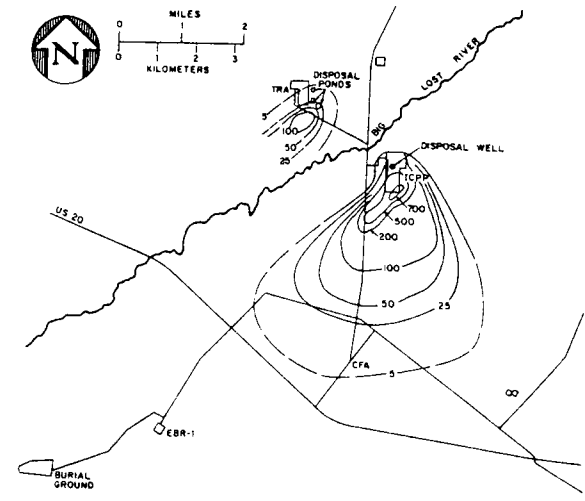 MILES
0 2
N
0 1 2 3
KILOMETERS
TRA
DISPOSAL
PONDS
5
100
50
25
BIG LOST RIVER
DISPOSAL WELL
ICPP
700
500
200
US 20
100
50
25
CFA
5
EBR-1
BURIAL
GROUND